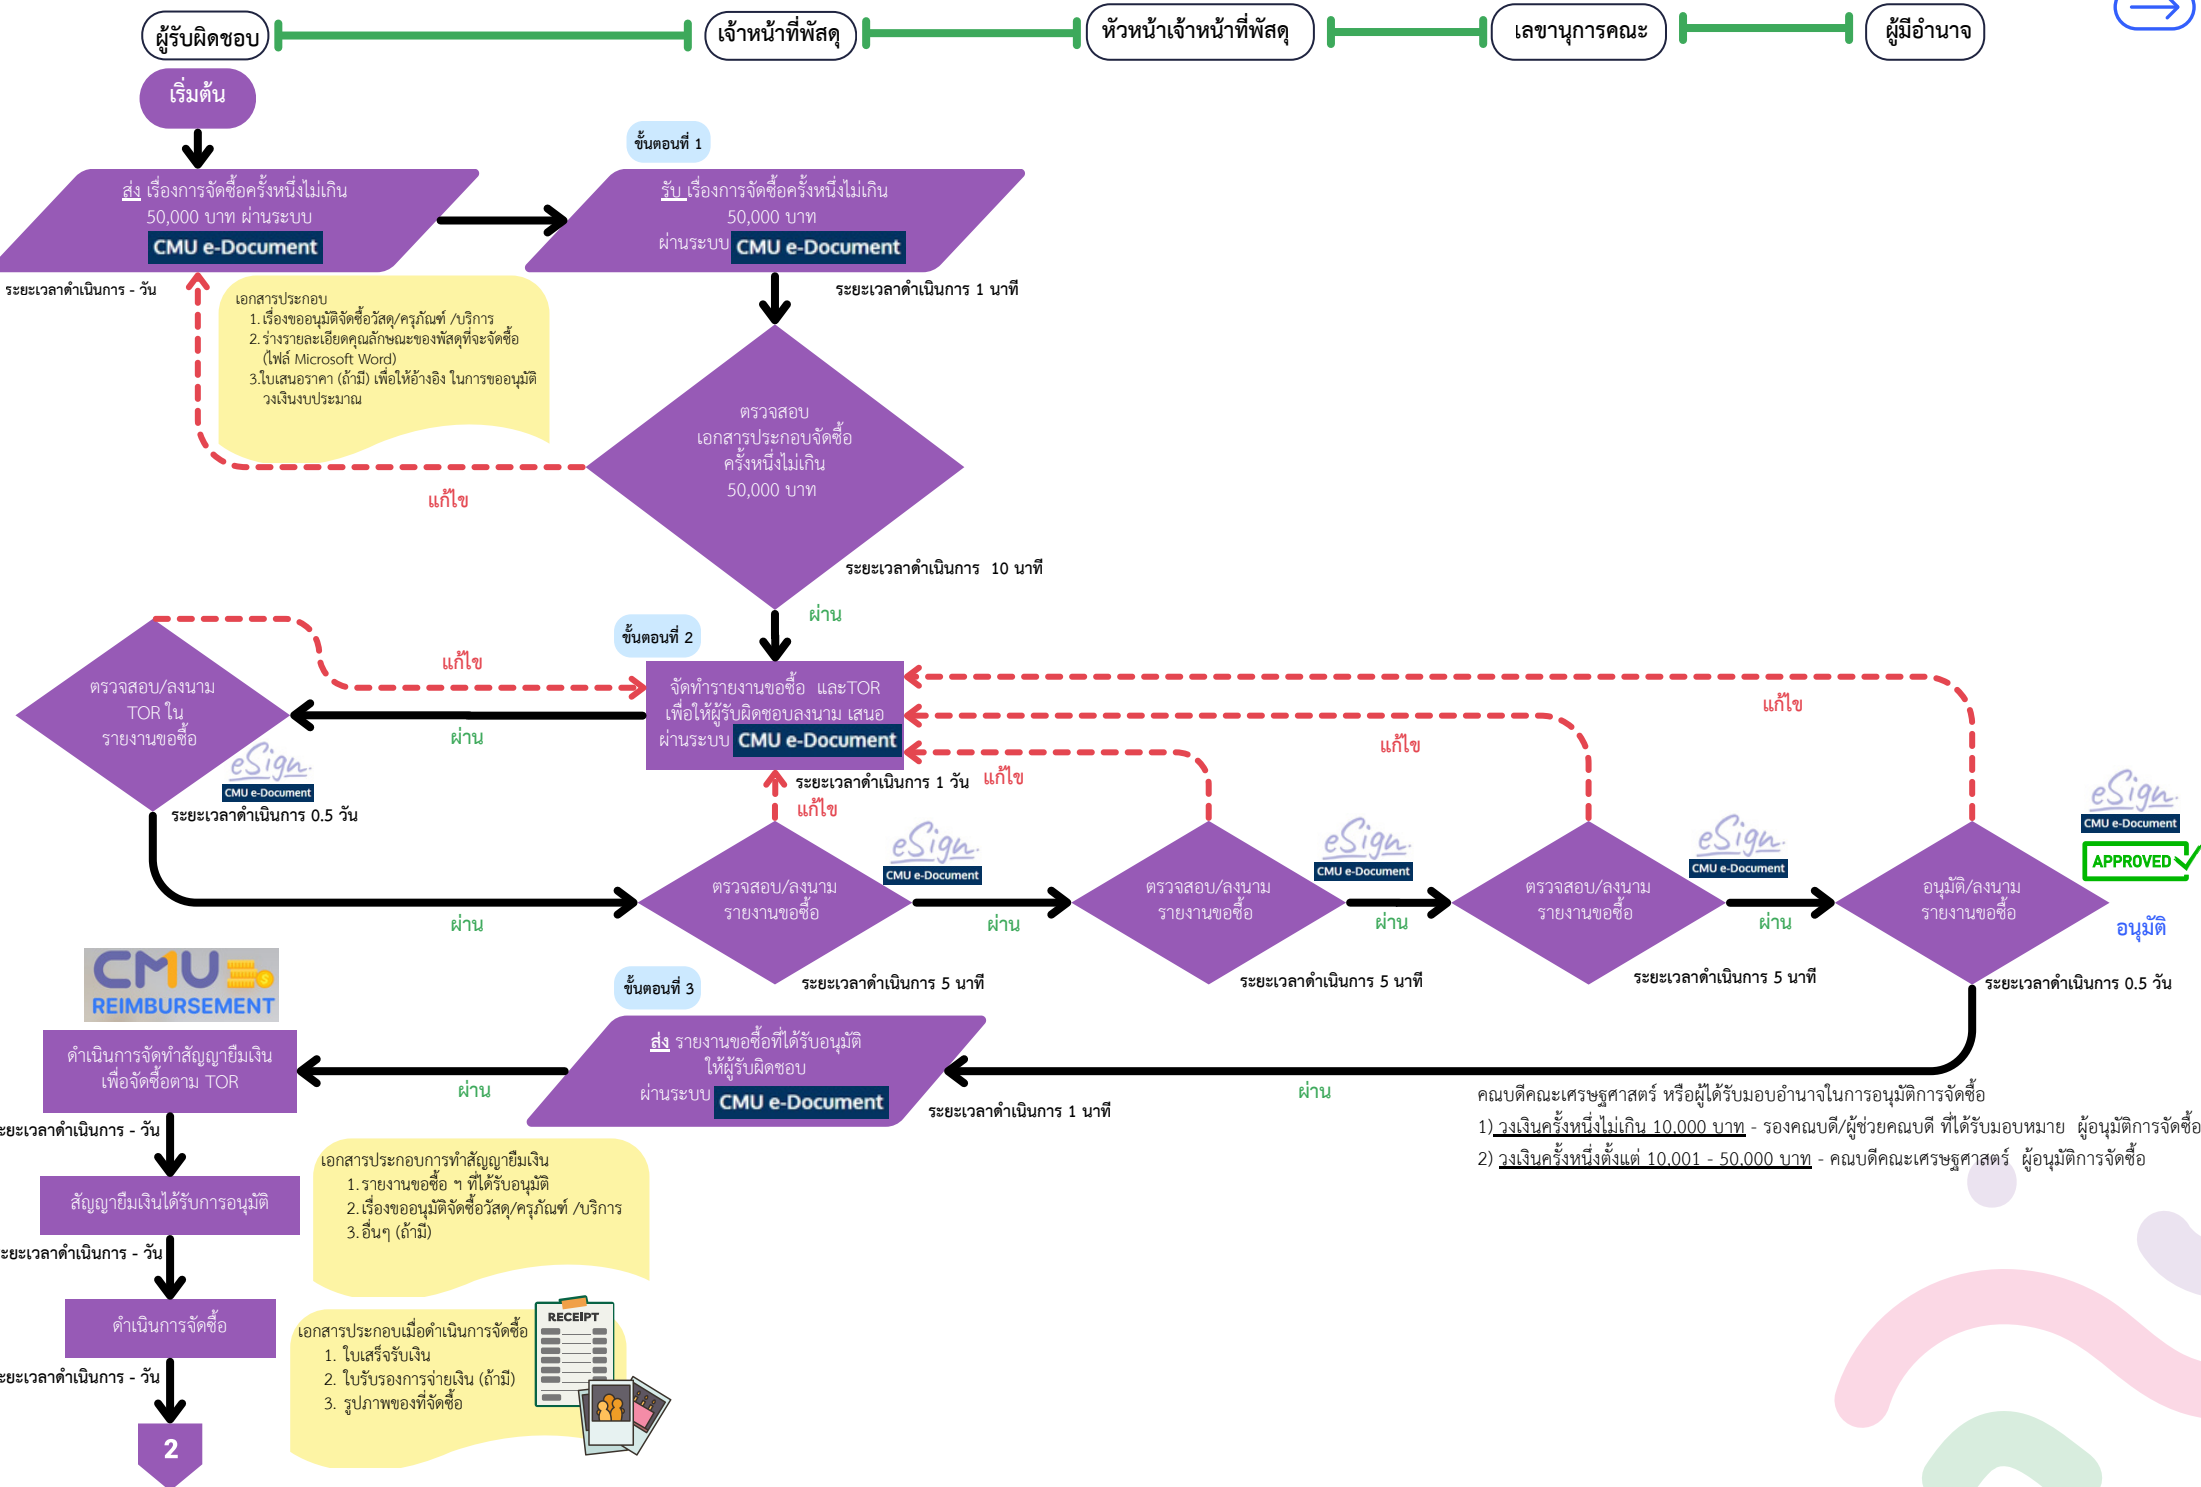 ผู้รับผิดชอบ
เจ้าหน้าที่พัสดุ
หัวหน้าเจ้าหน้าที่พัสดุ
เลขานุการคณะ
ผู้มีอำนาจ
เริ่มต้น
ขั้นตอนที่ 1
ส่ง เรื่องการจัดซื้อครั้งหนึ่งไม่เกิน
50,000 บาท ผ่านระบบ
CMU e-Document
ระยะเวลาดำเนินการ - วัน
รับ เรื่องการจัดซื้อครั้งหนึ่งไม่เกิน
50,000 บาท
ผ่านระบบ CMU e-Document
ระยะเวลาดำเนินการ 1 นาที
เอกสารประกอบ
1. เรื่องขออนุมัติจัดซื้อวัสดุ/ครุภัณฑ์ /บริการ
2. ร่างรายละเอียดคุณลักษณะของพัสดุที่จะจัดซื้อ
(ไฟล์ Microsoft Word)
3.ใบเสนอราคา (ถ้ามี) เพื่อให้อ้างอิง ในการขออนุมัติ
วงเงินงบประมาณ
ตรวจสอบ
เอกสารประกอบจัดซื้อ
ครั้งหนึ่งไม่เกิน
50,000 บาท
แก้ไข
ระยะเวลาดำเนินการ 10 นาที
ผ่าน
ขั้นตอนที่ 2
แก้ไข
ตรวจสอบ/ลงนาม
TOR ใน
รายงานขอซื้อ
eSign
CMU e-Document
ระยะเวลาดำเนินการ 0.5 วัน
ผ่าน
จัดทำรายงานขอซื้อ และTOR
เพื่อให้ผู้รับผิดชอบลงนาม เสนอ
ผ่านระบบ CMU e-Document
ระยะเวลาดำเนินการ 1 วัน
แก้ไข
แก้ไข
แก้ไข
แก้ไข
ผ่าน
ตรวจสอบ/ลงนาม
รายงานขอซื้อ
eSign
CMU e-Document
ระยะเวลาดำเนินการ 5 นาที
ผ่าน
ตรวจสอบ/ลงนาม
รายงานขอซื้อ
eSign
CMU e-Document
ระยะเวลาดำเนินการ 5 นาที
ผ่าน
ตรวจสอบ/ลงนาม
รายงานขอซื้อ
eSign
CMU e-Document
ระยะเวลาดำเนินการ 5 นาที
ผ่าน
อนุมัติ/ลงนาม
รายงานขอซื้อ
eSign
CMU e-Document
APPROVED
อนุมัติ
ระยะเวลาดำเนินการ 0.5 วัน
CMU
REIMBURSEMENT
ขั้นตอนที่ 3
ส่ง รายงานขอซื้อที่ได้รับอนุมัติ
ให้ผู้รับผิดชอบ
ผ่านระบบ CMU e-Document
ระยะเวลาดำเนินการ 1 นาที
ผ่าน
ผ่าน
ดำเนินการจัดทำสัญญายืมเงิน
เพื่อจัดซื้อตาม TOR
ระยะเวลาดำเนินการ - วัน
คณบดีคณะเศรษฐศาสตร์ หรือผู้ได้รับมอบอำนาจในการอนุมัติการจัดซื้อ
1) วงเงินครั้งหนึ่งไม่เกิน 10,000 บาท - รองคณบดี/ผู้ช่วยคณบดี ที่ได้รับมอบหมาย ผู้อนุมัติการจัดซื้อ
2) วงเงินครั้งหนึ่งตั้งแต่ 10,001 - 50,000 บาท - คณบดีคณะเศรษฐศาสตร์ ผู้อนุมัติการจัดซื้อ
สัญญายืมเงินได้รับการอนุมัติ
ระยะเวลาดำเนินการ - วัน
เอกสารประกอบการทำสัญญายืมเงิน
1. รายงานขอซื้อ ฯ ที่ได้รับอนุมัติ
2. เรื่องขออนุมัติจัดซื้อวัสดุ/ครุภัณฑ์ /บริการ
3. อื่นๆ (ถ้ามี)
ดำเนินการจัดซื้อ
ระยะเวลาดำเนินการ - วัน
เอกสารประกอบเมื่อดำเนินการจัดซื้อ
1. ใบเสร็จรับเงิน
2. ใบรับรองการจ่ายเงิน (ถ้ามี)
3. รูปภาพของที่จัดซื้อ
RECEIPT
2